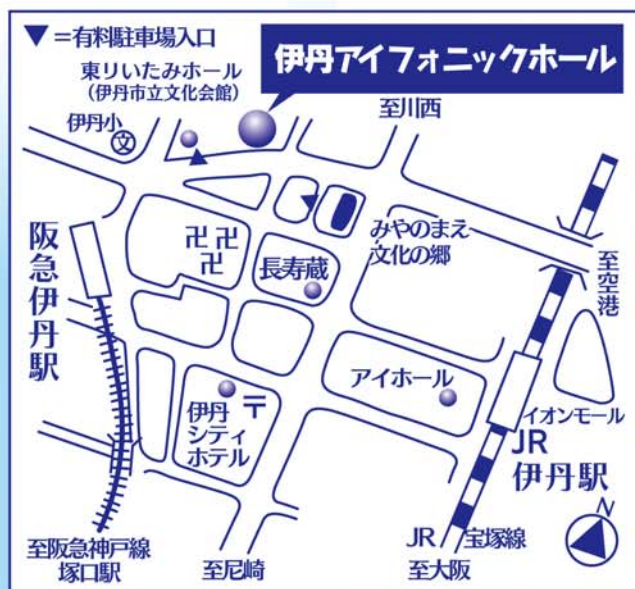 ▼=有料駐車場入口
東リいたみホール
(伊丹市立文化会館)
伊丹アイフォニックホール
至川西
伊丹小
文
みやのまえ
文化の郷
卍卍
卍
長寿蔵
阪急伊丹駅
至空港
アイホール
イオンモール
伊丹
シティ
ホテル
〒
JR
伊丹駅
N
至阪急神戸線
塚口駅
至尼崎
JR 宝塚線
至大阪